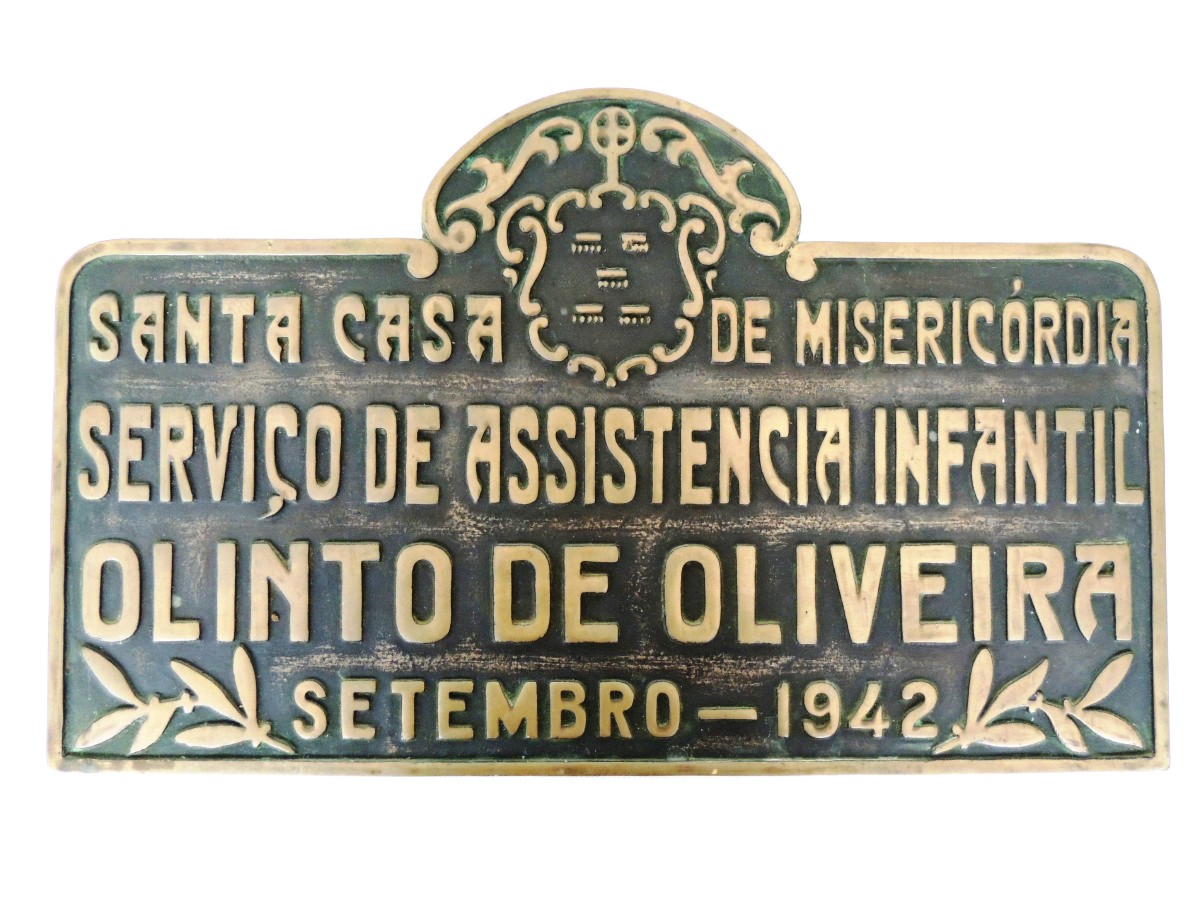 SANTA CASA DE MISERICÓRDIA
SERVIÇO DE ASSISTENCIA INFANTIL
OLINTO DE OLIVEIRA
SETEMBRO — 1942